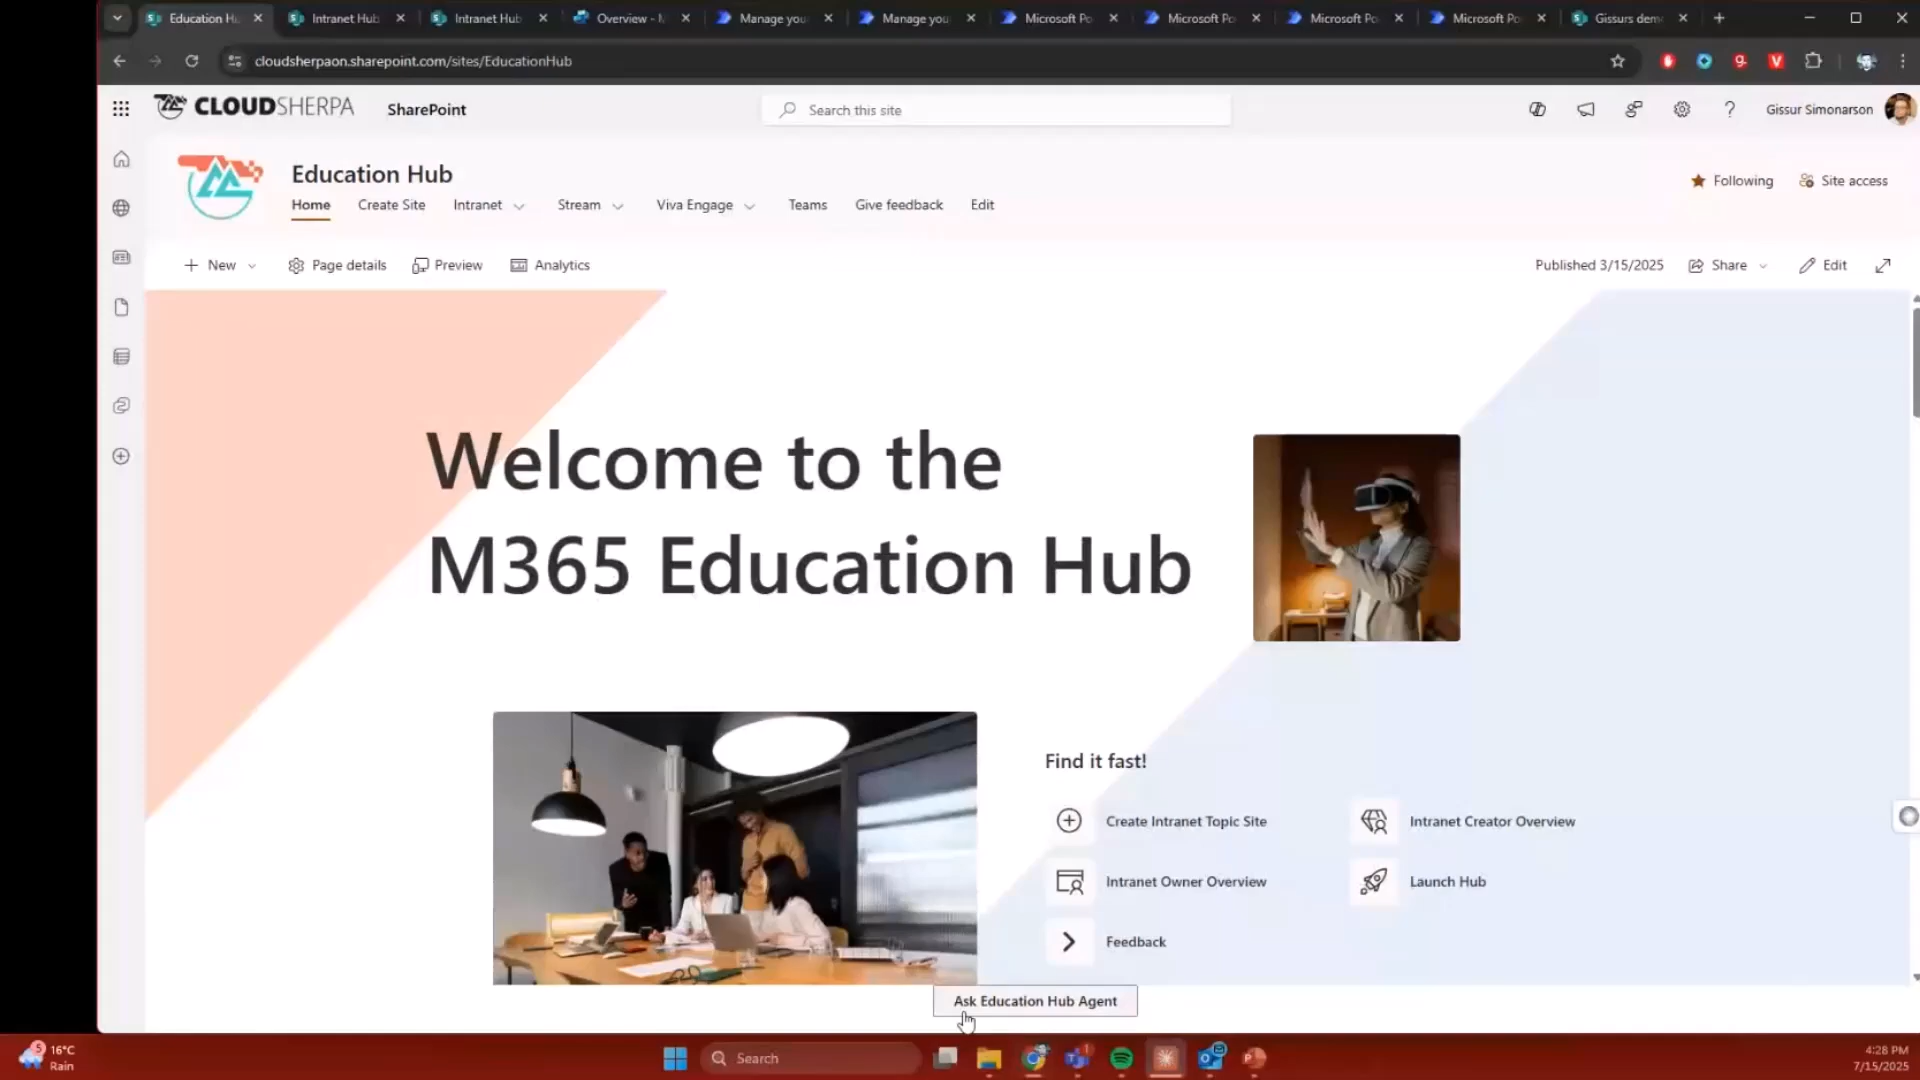 Education Hu
Intranet Hub
Intranet Hub
Overview - M
Manage you
Manage you
Microsoft Po
Microsoft Po
Microsoft Po
Microsoft Po
Gissurs dem
cloudsherpaon.sharepoint.com/sites/EducationHub
CLOUDSHERPA
SharePoint
Search this site
Gissur Simonarson
Education Hub
Following
Site access
Home
Create Site
Intranet
Stream
Viva Engage
Teams
Give feedback
Edit
New
Page details
Preview
Analytics
Published 3/15/2025
Share
Edit
Welcome to the
M365 Education Hub
Find it fast!
Create Intranet Topic Site
Intranet Creator Overview
Intranet Owner Overview
Launch Hub
Feedback
Ask Education Hub Agent
5
16°C
Rain
Search
4:28 PM
7/15/2025